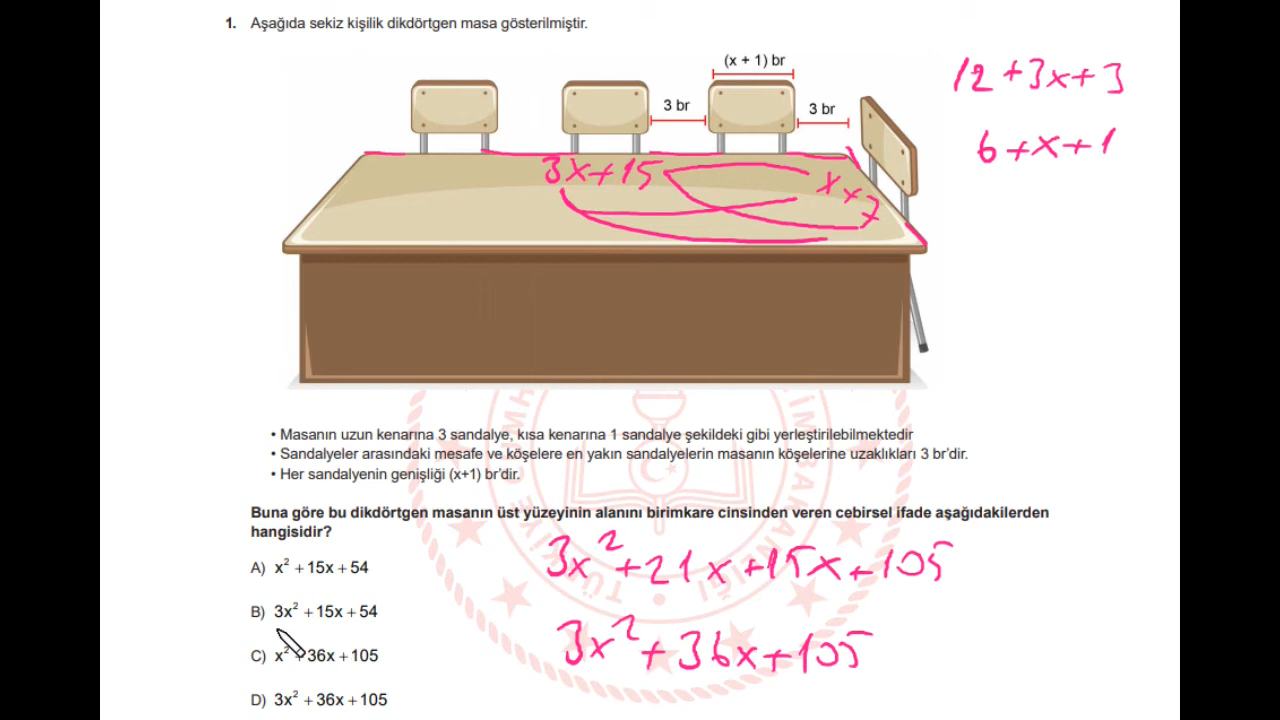 1. Aşağıda sekiz kişilik dikdörtgen masa gösterilmiştir.
(x + 1) br
3 br
3 br
12 + 3x + 3
6 + x + 1
3x + 15
x + 7
• Masanın uzun kenarına 3 sandalye, kısa kenarına 1 sandalye şekildeki gibi yerleştirilebilmektedir
• Sandalyeler arasındaki mesafe ve köşelere en yakın sandalyelerin masanın köşelerine uzaklıkları 3 br'dir.
• Her sandalyenin genişliği (x+1) br'dir.
Buna göre bu dikdörtgen masanın üst yüzeyinin alanını birimkare cinsinden veren cebirsel ifade aşağıdakilerden
hangisidir?
A) x² + 15x + 54
B) 3x² + 15x + 54
C) x² + 36x + 105
D) 3x² + 36x + 105
3x² + 21x + 15x + 105
3x² + 36x + 105